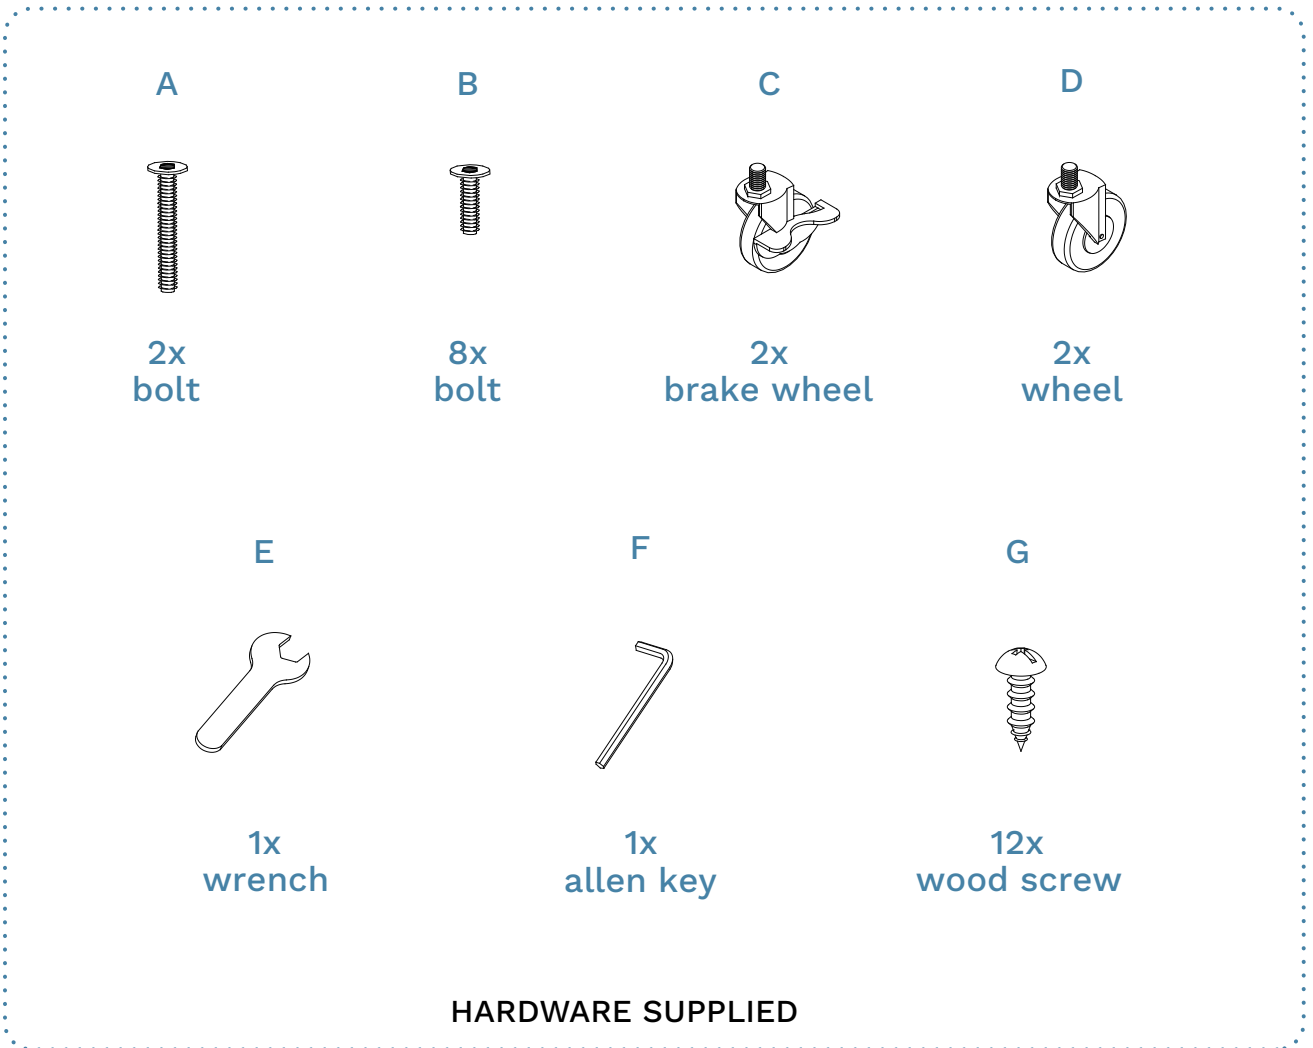 A
B
C
D
2x
bolt
8x
bolt
2x
brake wheel
2x
wheel
E
F
G
1x
wrench
1x
allen key
12x
wood screw
HARDWARE SUPPLIED